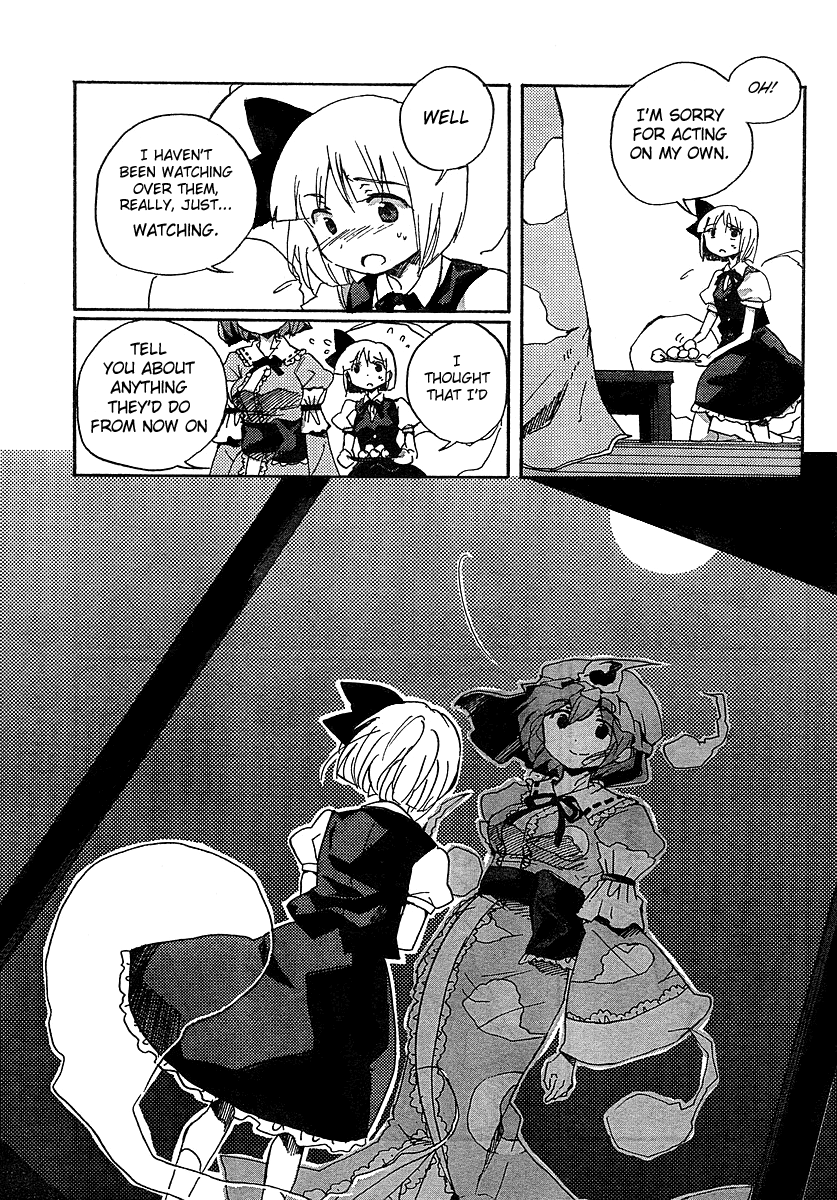 OH!
I'M SORRY
FOR ACTING
ON MY OWN.
WELL
I HAVEN'T
BEEN WATCHING
OVER THEM,
REALLY, JUST...
WATCHING.
I
THOUGHT
THAT I'D
TELL
YOU ABOUT
ANYTHING
THEY'D DO
FROM NOW ON